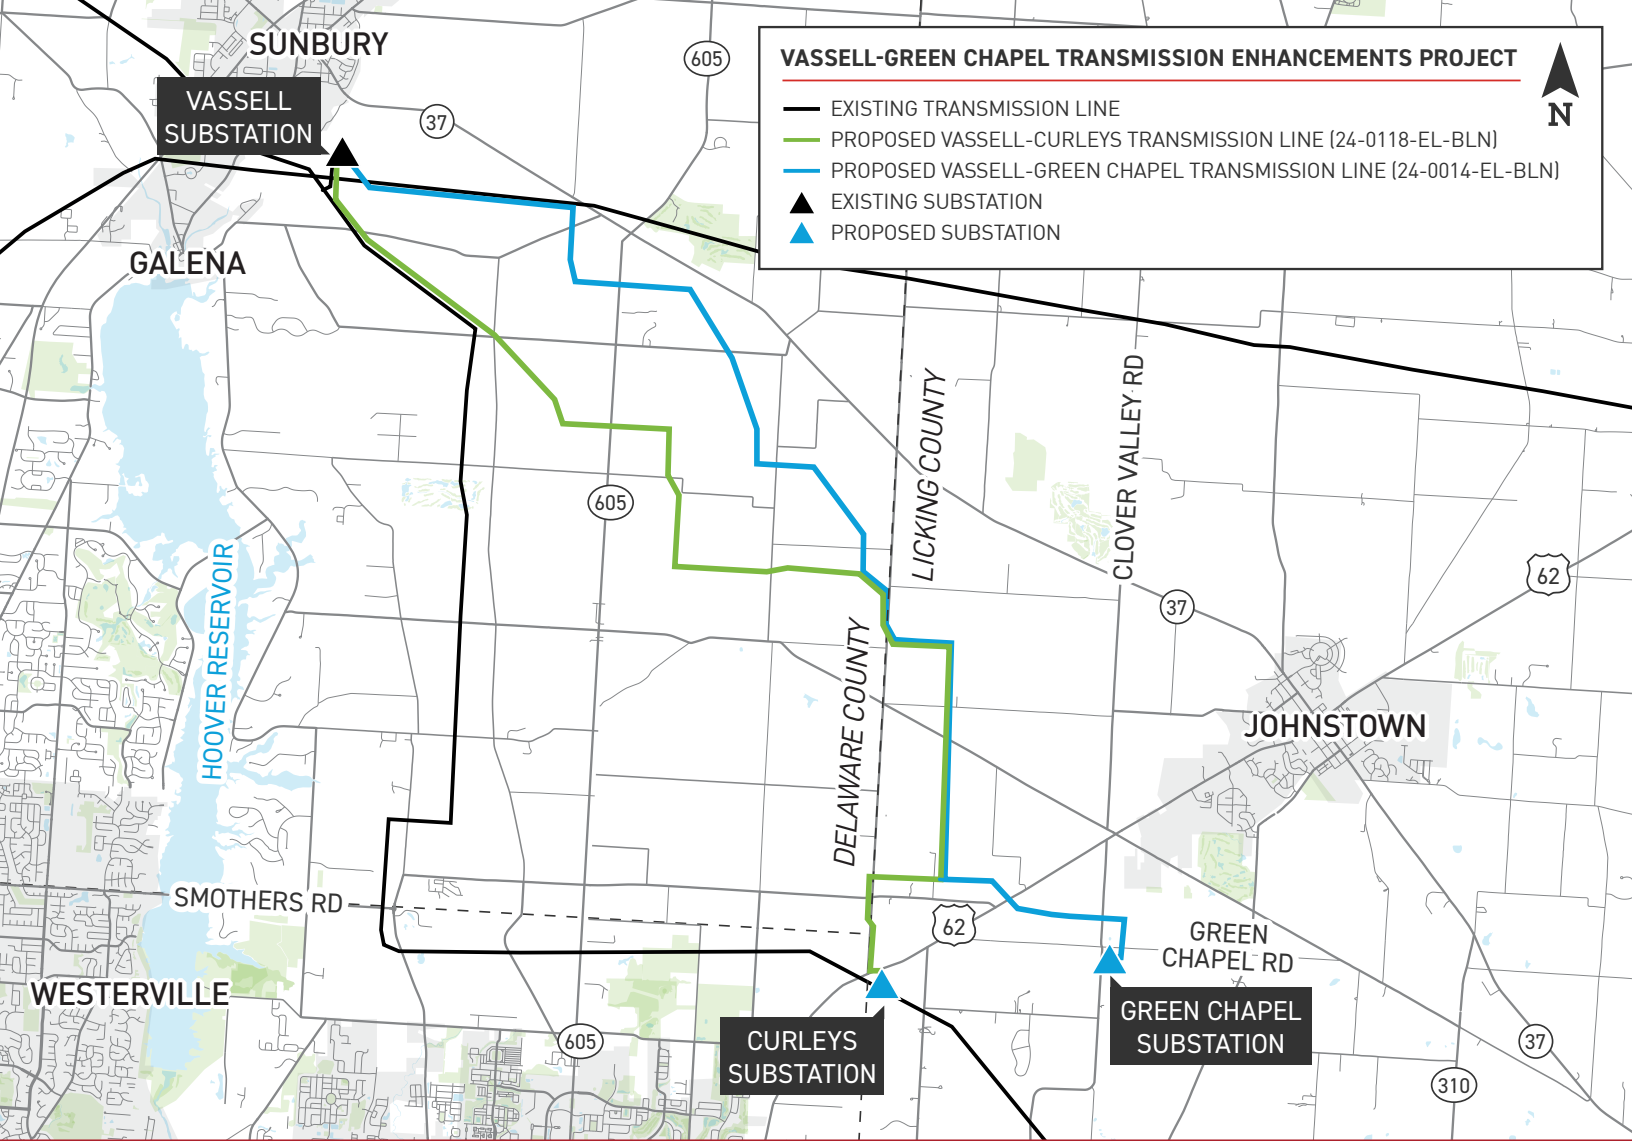 SUNBURY
605
VASSELL-GREEN CHAPEL TRANSMISSION ENHANCEMENTS PROJECT
EXISTING TRANSMISSION LINE
PROPOSED VASSELL-CURLEYS TRANSMISSION LINE (24-0118-EL-BLN)
PROPOSED VASSELL-GREEN CHAPEL TRANSMISSION LINE (24-0014-EL-BLN)
EXISTING SUBSTATION
PROPOSED SUBSTATION
N
VASSELL
SUBSTATION
37
GALENA
LICKING COUNTY
CLOVER VALLEY RD
605
62
37
HOOVER RESERVOIR
DELAWARE COUNTY
JOHNSTOWN
SMOTHERS RD
62
GREEN
CHAPEL RD
WESTERVILLE
GREEN CHAPEL
SUBSTATION
CURLEYS
SUBSTATION
605
37
310